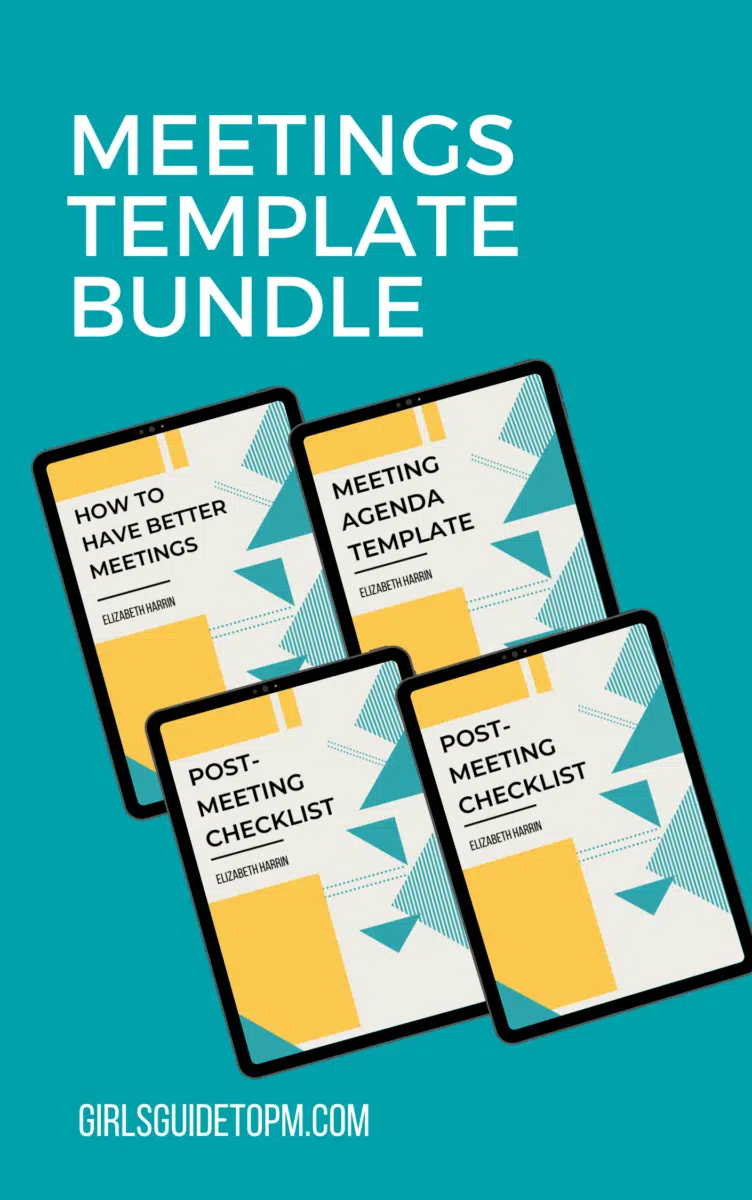 MEETINGS
TEMPLATE
BUNDLE
HOW TO
HAVE BETTER
MEETINGS
ELIZABETH HARRIN
MEETING
AGENDA
TEMPLATE
ELIZABETH HARRIN
POST-
MEETING
CHECKLIST
ELIZABETH HARRIN
POST-
MEETING
CHECKLIST
ELIZABETH HARRIN
GIRLSGUIDETOPM.COM